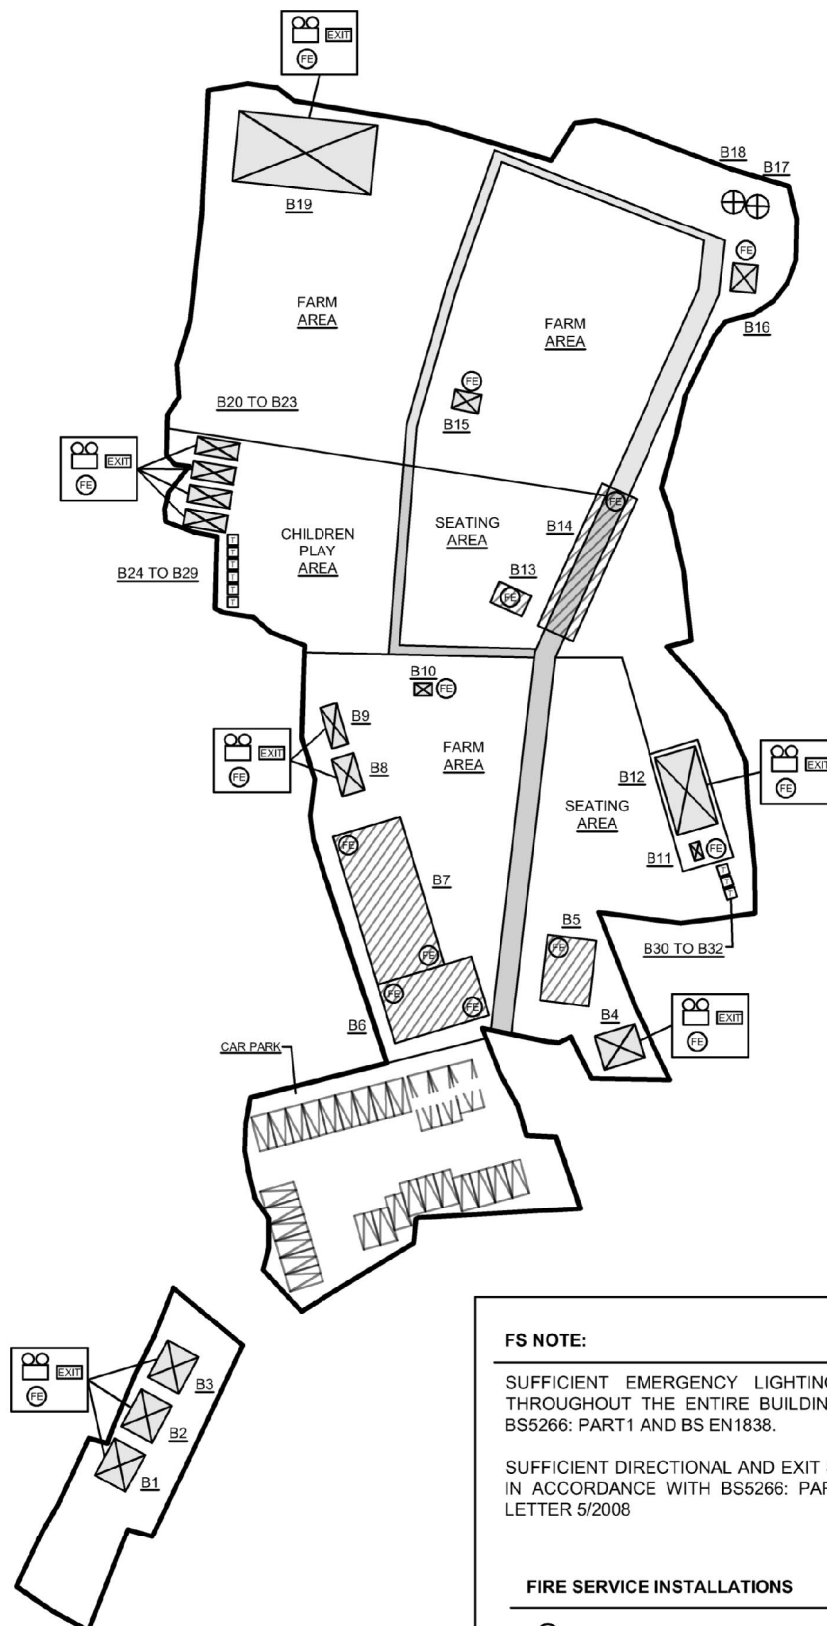 EXIT
FE
B18
B17
B19
FE
B16
FARM
AREA
FARM
AREA
FE
B15
B20 TO B23
EXIT
FE
B14
FE
SEATING
AREA
CHILDREN
PLAY
AREA
B13
FE
B24 TO B29
T
T
T
T
T
T
B10
FE
B9
EXIT
FE
B8
FARM
AREA
B12
EXIT
FE
SEATING
AREA
FE
B11
FE
B7
T
T
T
B5
FE
B30 TO B32
FE
FE
FE
B6
B4
EXIT
FE
CAR PARK
EXIT
FE
B3
B2
B1
FS NOTE:
SUFFICIENT EMERGENCY LIGHTING
THROUGHOUT THE ENTIRE BUILDIN
BS5266: PART1 AND BS EN1838.
SUFFICIENT DIRECTIONAL AND EXIT
IN ACCORDANCE WITH BS5266: PAR
LETTER 5/2008
FIRE SERVICE INSTALLATIONS